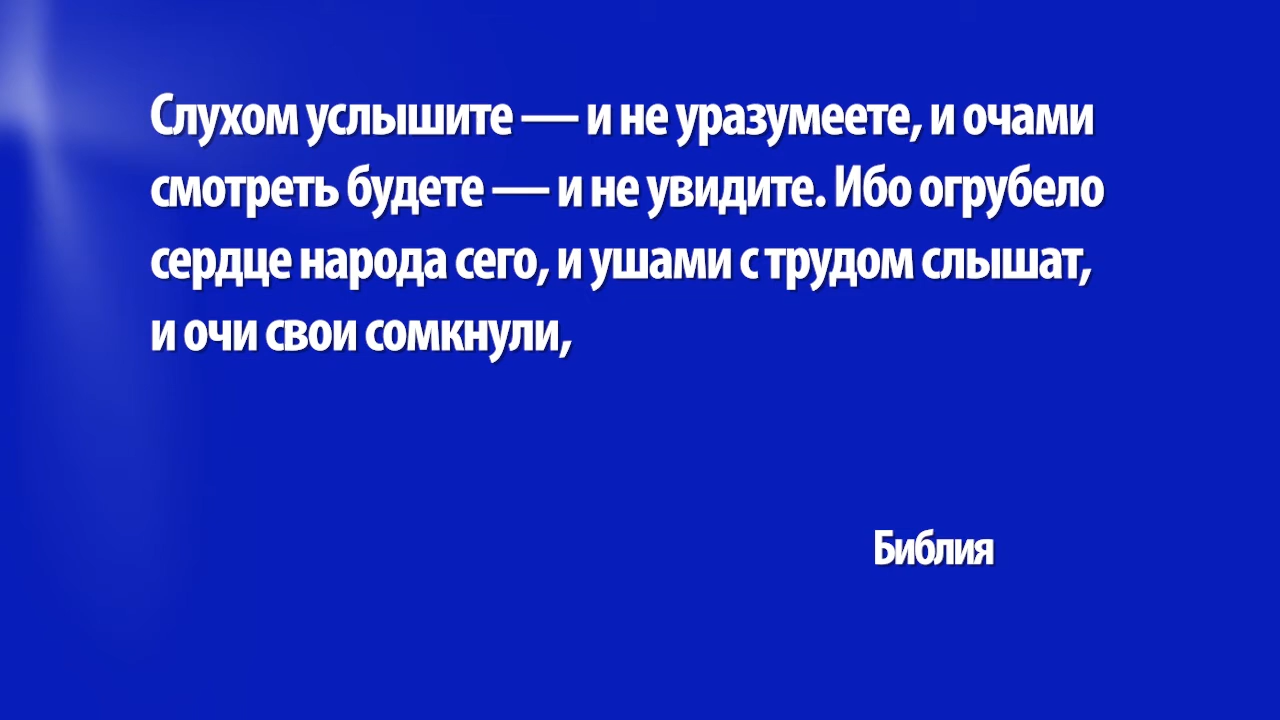 Слухом услышите — и не уразумеете, и очами
смотреть будете — и не увидите. Ибо огрубело
сердце народа сего, и ушами с трудом слышат,
и очи свои сомкнули,
Библия